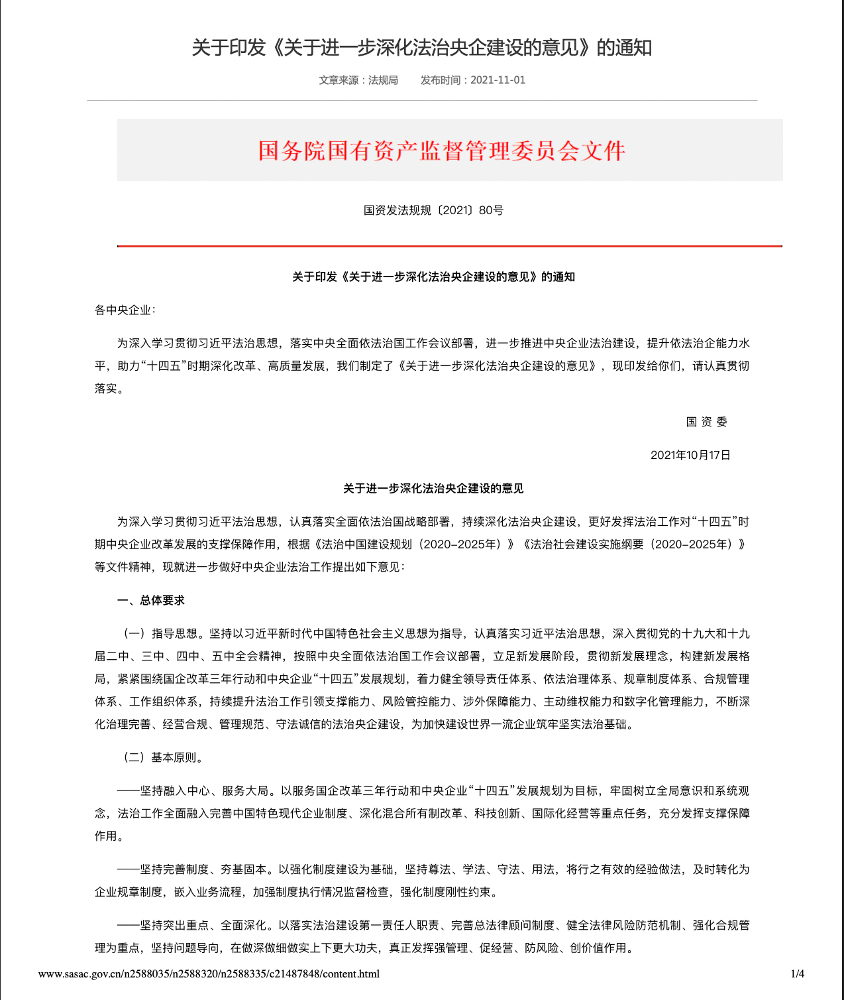 关于印发《关于进一步深化法治央企建设的意见》的通知
文章来源：法规局 发布时间：2021-11-01
国务院国有资产监督管理委员会文件
国资发法规规〔2021〕80号
关于印发《关于进一步深化法治央企建设的意见》的通知
各中央企业：
为深入学习贯彻习近平法治思想，落实中央全面依法治国工作会议部署，进一步推进中央企业法治建设，提升依法治企能力水
平，助力“十四五”时期深化改革、高质量发展，我们制定了《关于进一步深化法治央企建设的意见》，现印发给你们，请认真贯彻
落实。
国 资 委
2021年10月17日
关于进一步深化法治央企建设的意见
为深入学习贯彻习近平法治思想，认真落实全面依法治国战略部署，持续深化法治央企建设，更好发挥法治工作对“十四五”时
期中央企业改革发展的支撑保障作用，根据《法治中国建设规划（2020-2025年）》《法治社会建设实施纲要（2020-2025年）》
等文件精神，现就进一步做好中央企业法治工作提出如下意见：
一、总体要求
（一）指导思想。坚持以习近平新时代中国特色社会主义思想为指导，认真落实习近平法治思想，深入贯彻党的十九大和十九
届二中、三中、四中、五中全会精神，按照中央全面依法治国工作会议部署，立足新发展阶段，贯彻新发展理念，构建新发展格
局，紧紧围绕国企改革三年行动和中央企业“十四五”发展规划，着力健全领导责任体系、依法治理体系、规章制度体系、合规管理
体系、工作组织体系，持续提升法治工作引领支撑能力、风险管控能力、涉外保障能力、主动维权能力和数字化管理能力，不断深
化治理完善、经营合规、管理规范、守法诚信的法治央企建设，为加快建设世界一流企业筑牢坚实法治基础。
（二）基本原则。
——坚持融入中心、服务大局。以服务国企改革三年行动和中央企业“十四五”发展规划为目标，牢固树立全局意识和系统观
念，法治工作全面融入完善中国特色现代企业制度、深化混合所有制改革、科技创新、国际化经营等重点任务，充分发挥支撑保障
作用。
——坚持完善制度、夯基固本。以强化制度建设为基础，坚持尊法、学法、守法、用法，将行之有效的经验做法，及时转化为
企业规章制度，嵌入业务流程，加强制度执行情况监督检查，强化制度刚性约束。
——坚持突出重点、全面深化。以落实法治建设第一责任人职责、完善总法律顾问制度、健全法律风险防范机制、强化合规管
理为重点，坚持问题导向，在做深做细做实上下更大功夫，真正发挥强管理、促经营、防风险、创价值作用。
www.sasac.gov.cn/n2588035/n2588320/n2588335/c21487848/content.html 1/4